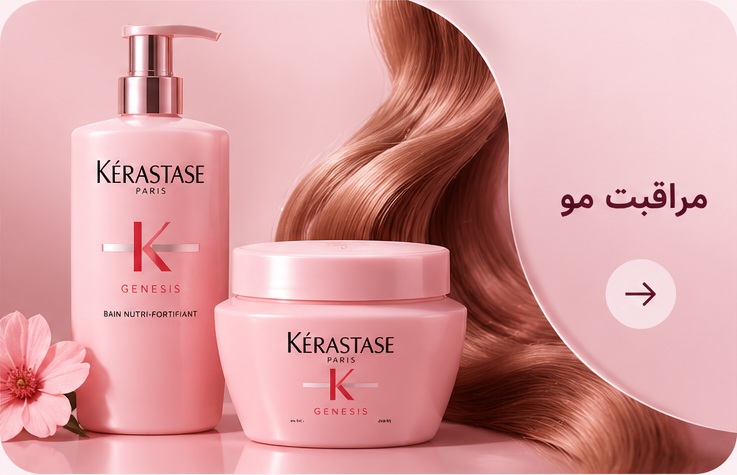 KÉRASTASE
PARIS
K
GENESIS
BAIN NUTRI-FORTIFIANT
KÉRASTASE
PARIS
K
GENESIS
مراقبت مو